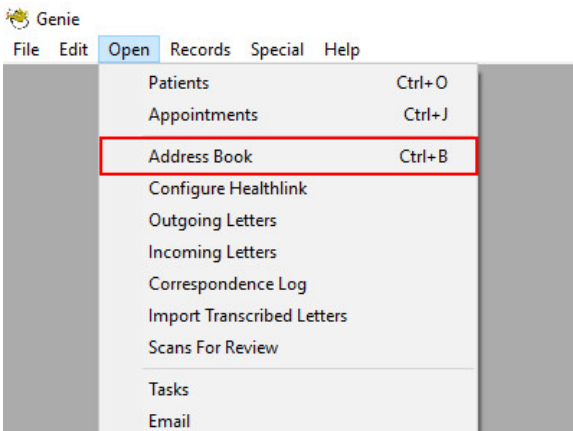 Genie
File Edit Open Records Special Help
Patients Ctrl+O
Appointments Ctrl+J
Address Book Ctrl+B
Configure Healthlink
Outgoing Letters
Incoming Letters
Correspondence Log
Import Transcribed Letters
Scans For Review
Tasks
Email